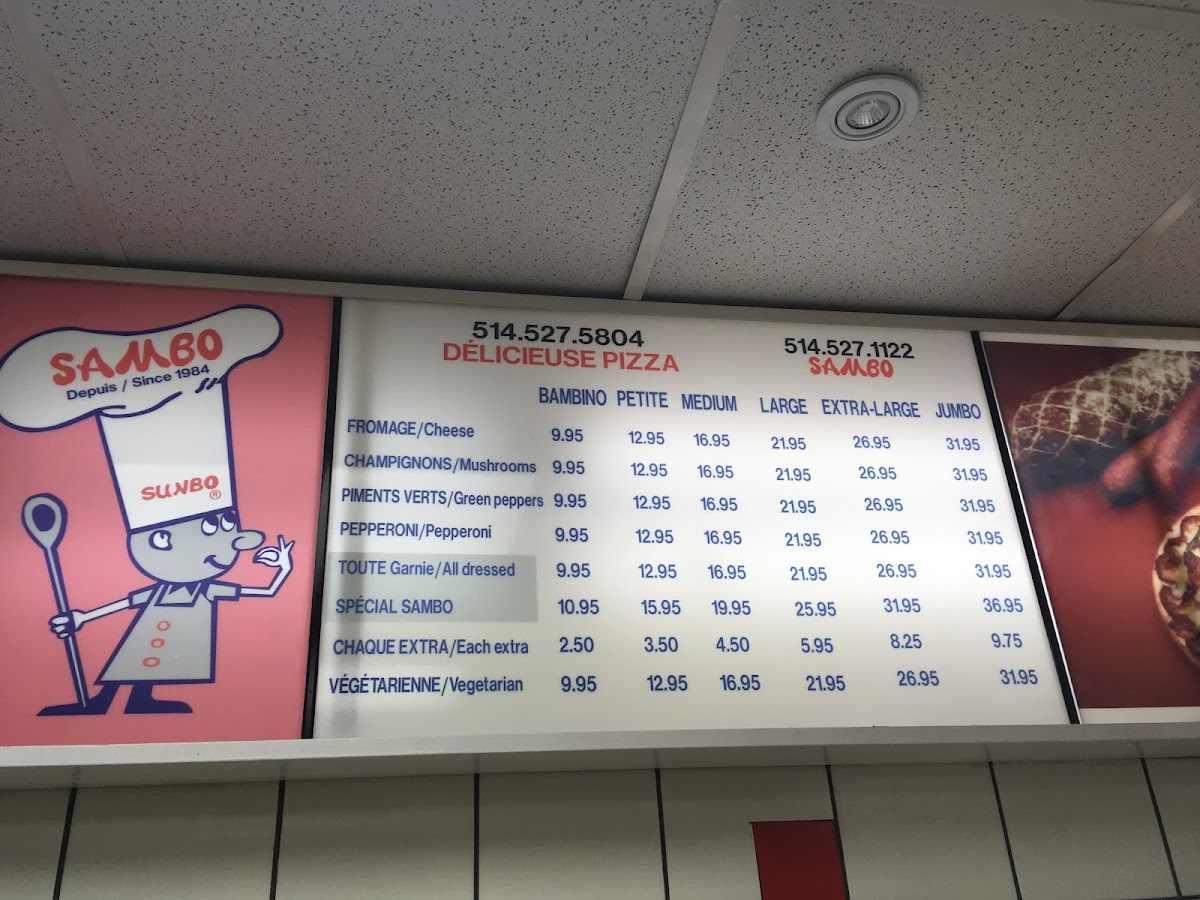 SAMBO
Depuis / Since 1984
SUNBO ®
514.527.5804
DÉLICIEUSE PIZZA
514.527.1122
SAMBO
BAMBINO PETITE MEDIUM LARGE EXTRA-LARGE JUMBO
FROMAGE/Cheese 9.95 12.95 16.95 21.95 26.95 31.95
CHAMPIGNONS/Mushrooms 9.95 12.95 16.95 21.95 26.95 31.95
PIMENTS VERTS/Green peppers 9.95 12.95 16.95 21.95 26.95 31.95
PEPPERONI/Pepperoni 9.95 12.95 16.95 21.95 26.95 31.95
TOUTE Garnie/All dressed 9.95 12.95 16.95 21.95 26.95 31.95
SPÉCIAL SAMBO 10.95 15.95 19.95 25.95 31.95 36.95
CHAQUE EXTRA/Each extra 2.50 3.50 4.50 5.95 8.25 9.75
VÉGÉTARIENNE/Vegetarian 9.95 12.95 16.95 21.95 26.95 31.95